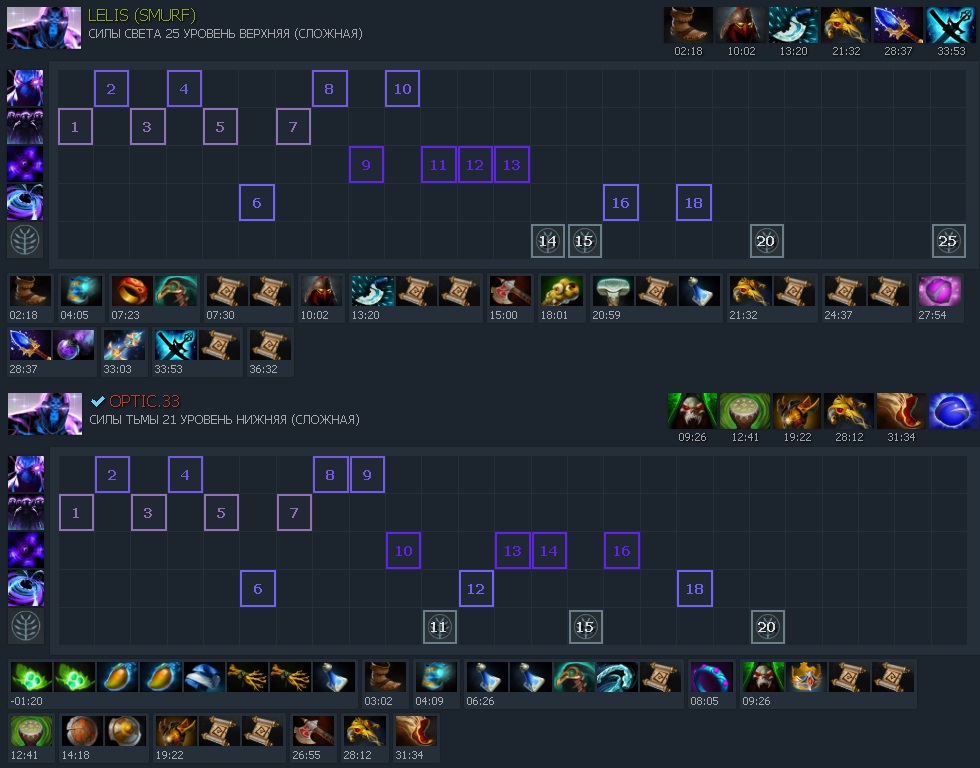 LELIS (SMURF)
СИЛЫ СВЕТА 25 УРОВЕНЬ ВЕРХНЯЯ (СЛОЖНАЯ)
02:18 10:02 13:20 21:32 28:37 33:53
2 4 8 10
1 3 5 7
9 11 12 13
6 16 18
14 15 20 25
02:18 04:05 07:23 07:30 10:02 13:20 15:00 18:01 20:59 21:32 24:37 27:54
28:37 33:03 33:53 36:32
OPTIC.33
СИЛЫ ТЬМЫ 21 УРОВЕНЬ НИЖНЯЯ (СЛОЖНАЯ)
09:26 12:41 19:22 28:12 31:34
2 4 8 9
1 3 5 7
10 13 14 16
6 12 18
11 15 20
-01:20 03:02 04:09 06:26 08:05 09:26
12:41 14:18 19:22 26:55 28:12 31:34